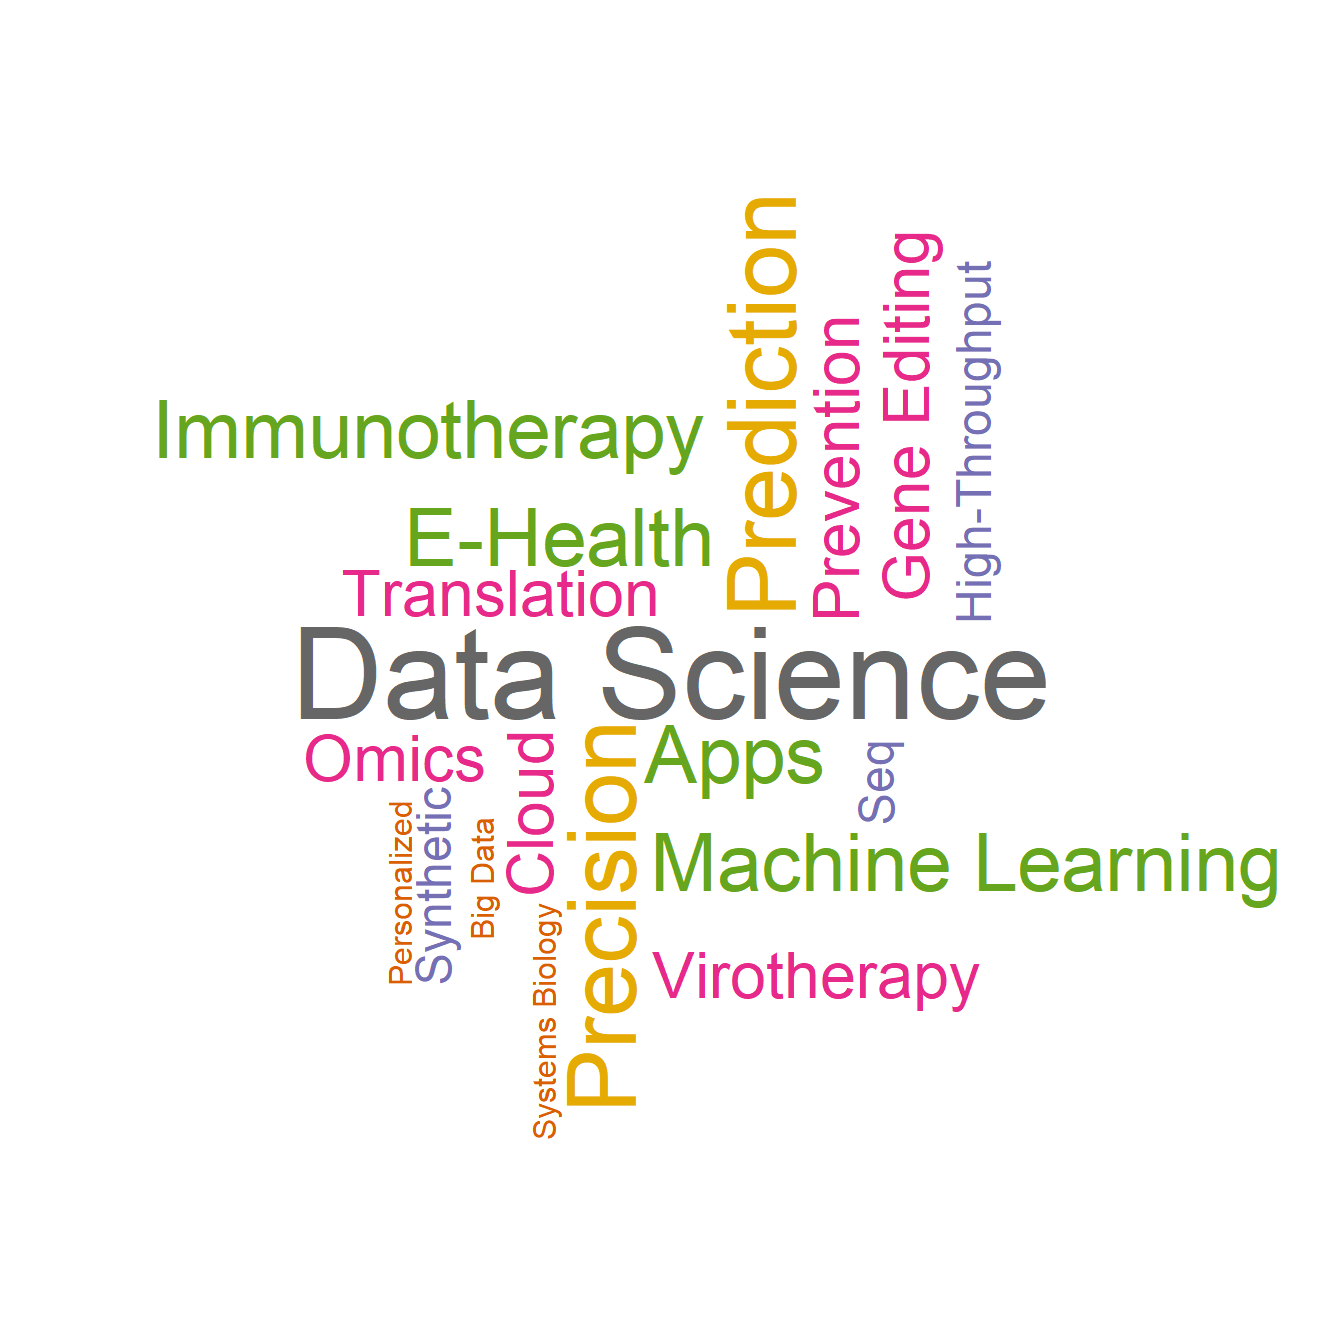 Prediction
Prevention
Gene Editing
High-Throughput
Immunotherapy
E-Health
Translation
Data Science
Omics
Cloud
Precision
Apps
Seq
Personalized
Synthetic
Big Data
Machine Learning
Systems Biology
Virotherapy